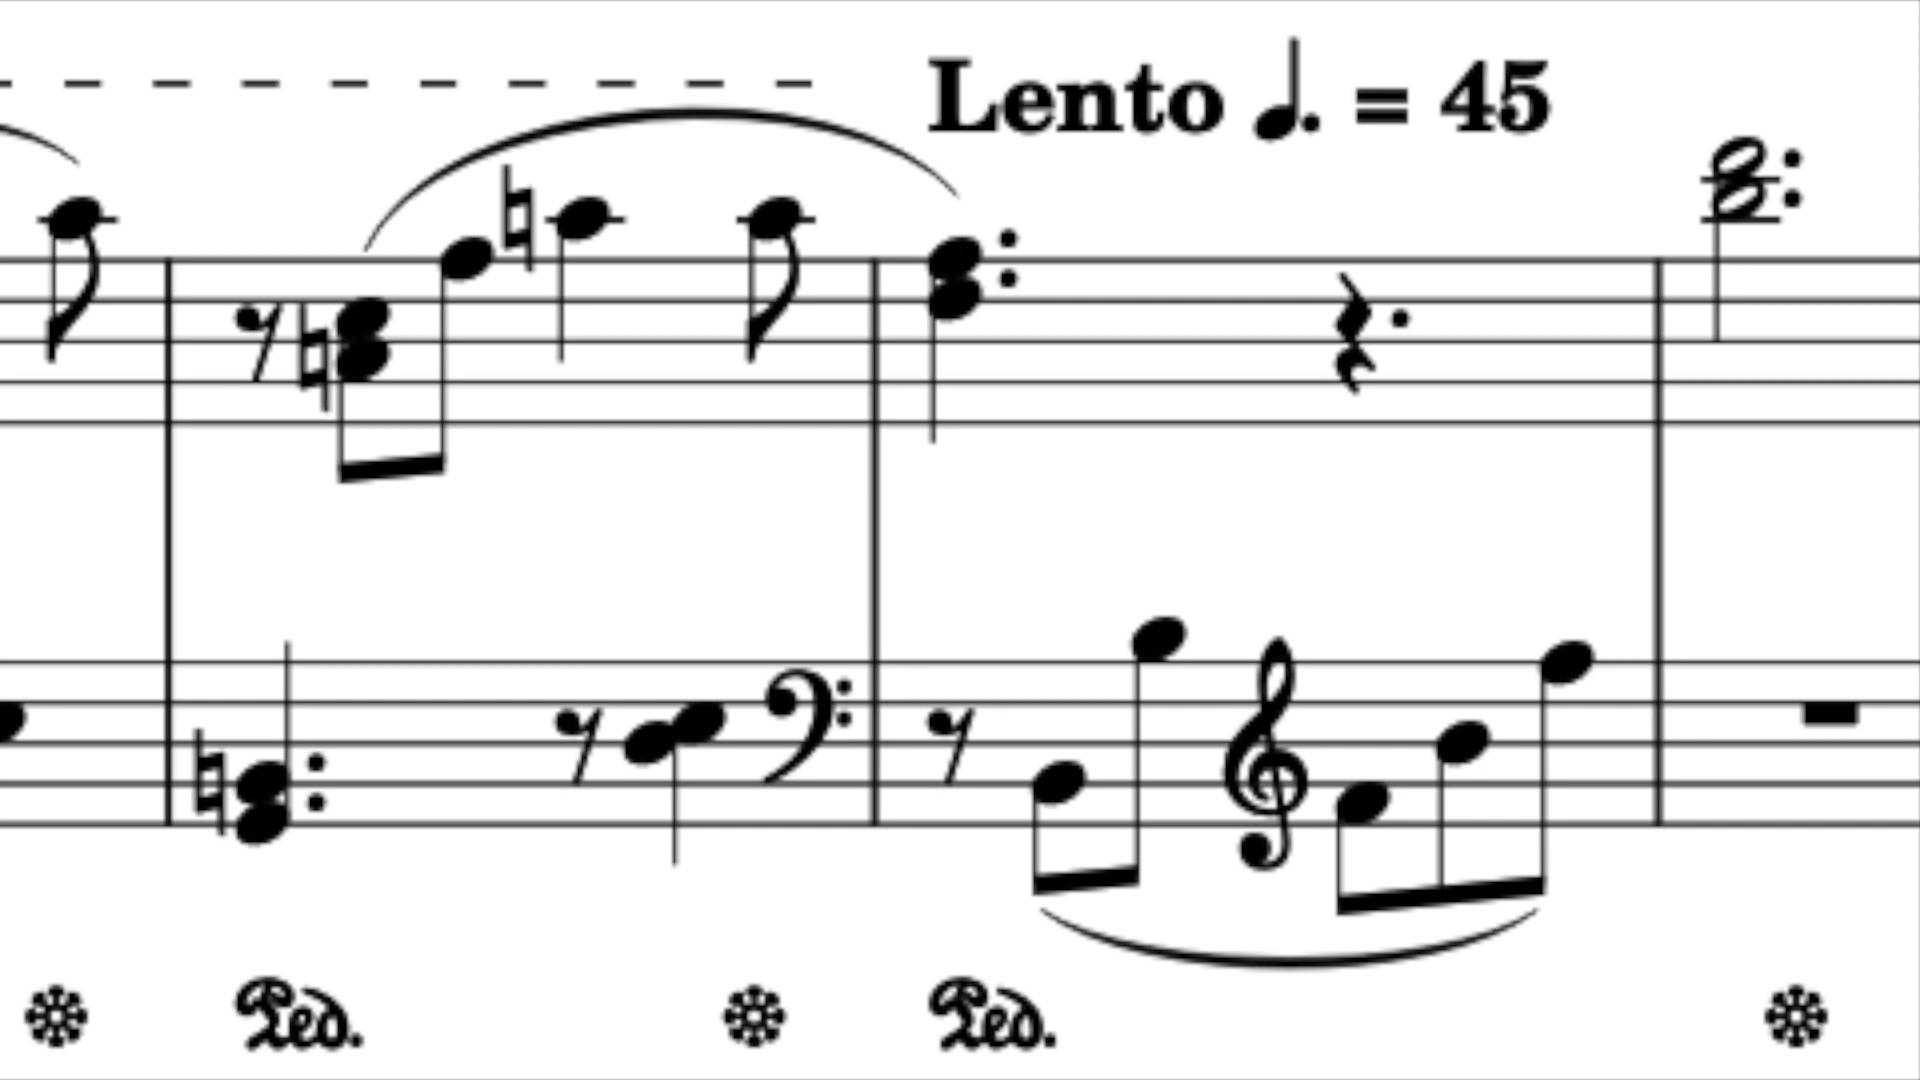 Lento ♩. = 45
Ped. Ped.